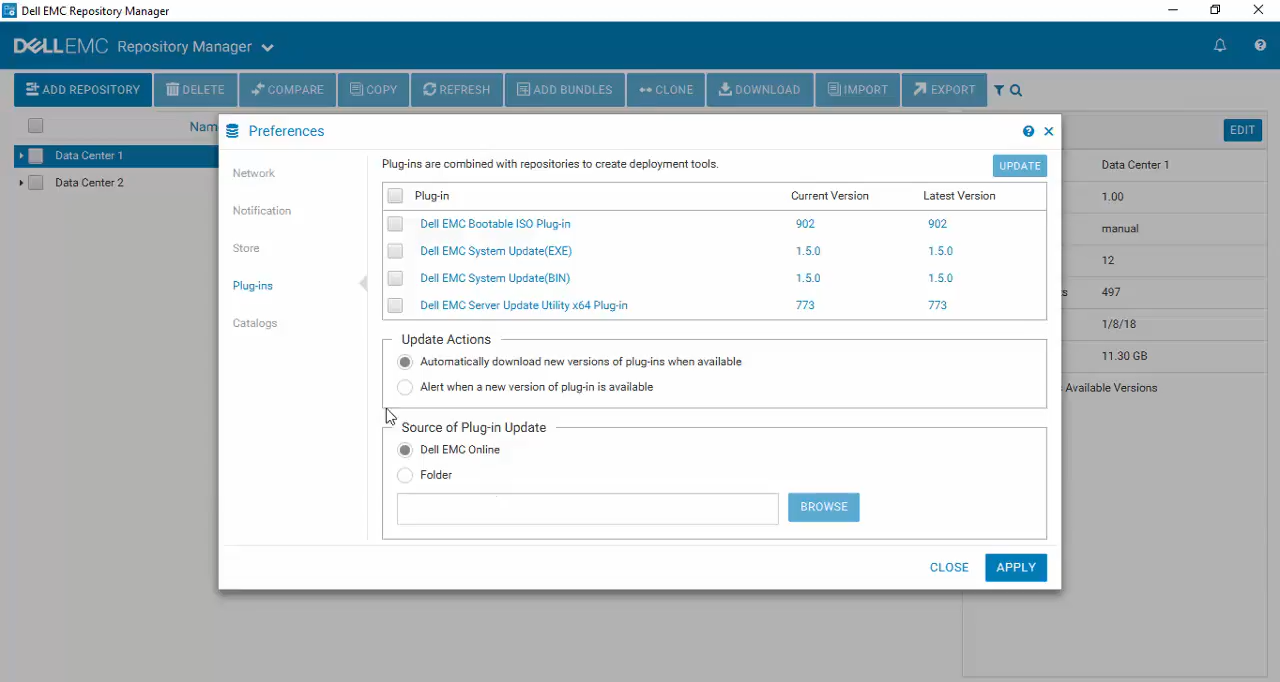 Dell EMC Repository Manager
DELLEMC Repository Manager
ADD REPOSITORY DELETE COMPARE COPY REFRESH ADD BUNDLES CLONE DOWNLOAD IMPORT EXPORT
Nam
EDIT
Data Center 1
Data Center 2
Preferences
Network
Notification
Store
Plug-ins
Catalogs
Plug-ins are combined with repositories to create deployment tools.
UPDATE
Plug-in Current Version Latest Version
Dell EMC Bootable ISO Plug-in 902 902
Dell EMC System Update(EXE) 1.5.0 1.5.0
Dell EMC System Update(BIN) 1.5.0 1.5.0
Dell EMC Server Update Utility x64 Plug-in 773 773
Update Actions
Automatically download new versions of plug-ins when available
Alert when a new version of plug-in is available
Source of Plug-in Update
Dell EMC Online
Folder
BROWSE
CLOSE APPLY
Data Center 1
1.00
manual
12
s 497
1/8/18
11.30 GB
Available Versions